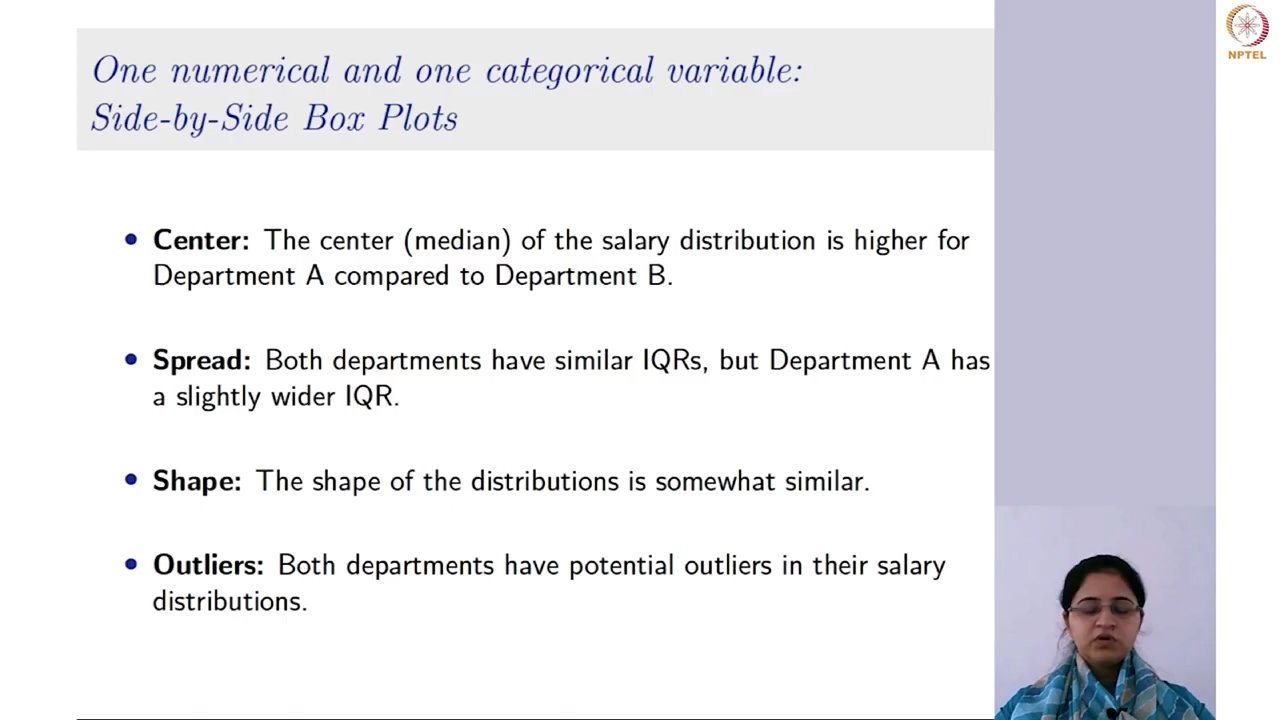 One numerical and one categorical variable:
Side-by-Side Box Plots
NPTEL
• Center: The center (median) of the salary distribution is higher for
Department A compared to Department B.
• Spread: Both departments have similar IQRs, but Department A has
a slightly wider IQR.
• Shape: The shape of the distributions is somewhat similar.
• Outliers: Both departments have potential outliers in their salary
distributions.